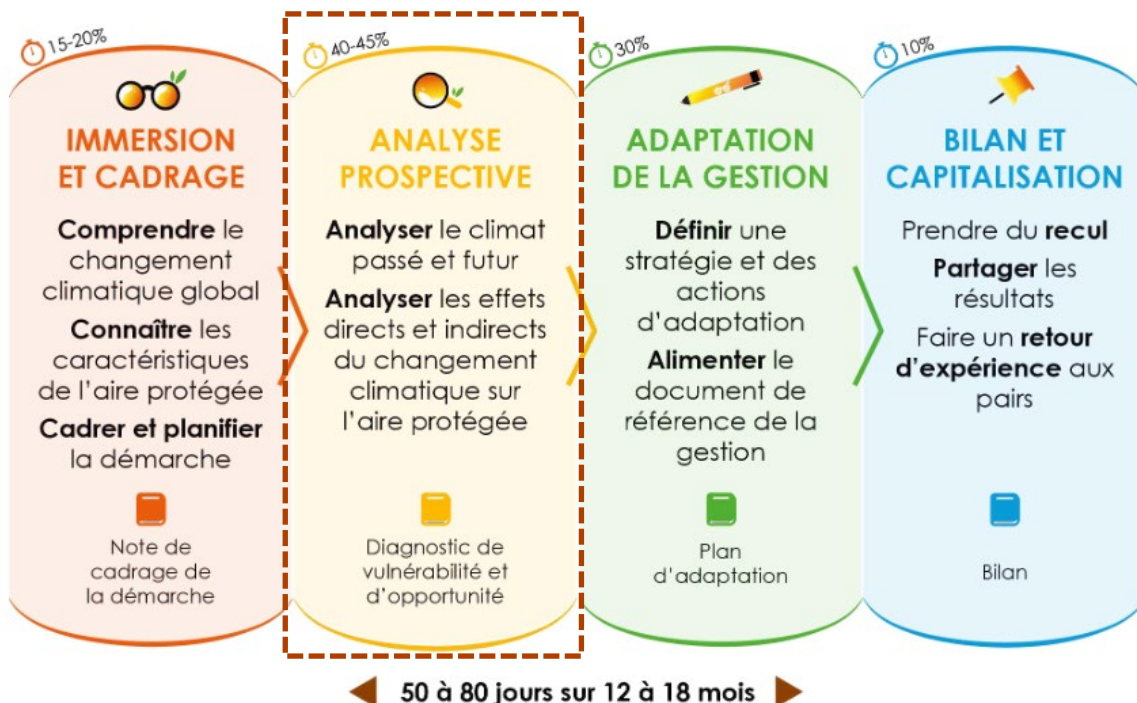 15-20%
IMMERSION
ET CADRAGE
Comprendre le
changement
climatique global
Connaître les
caractéristiques
de l'aire protégée
Cadrer et planifier
la démarche
Note de
cadrage de
la démarche
40-45%
ANALYSE
PROSPECTIVE
Analyser le climat
passé et futur
Analyser les effets
directs et indirects
du changement
climatique sur
l'aire protégée
Diagnostic de
vulnérabilité et
d'opportunité
30%
ADAPTATION
DE LA GESTION
Définir une
stratégie et des
actions
d'adaptation
Alimenter le
document de
référence de la
gestion
Plan
d'adaptation
10%
BILAN ET
CAPITALISATION
Prendre du recul
Partager les
résultats
Faire un retour
d'expérience aux
pairs
Bilan
50 à 80 jours sur 12 à 18 mois